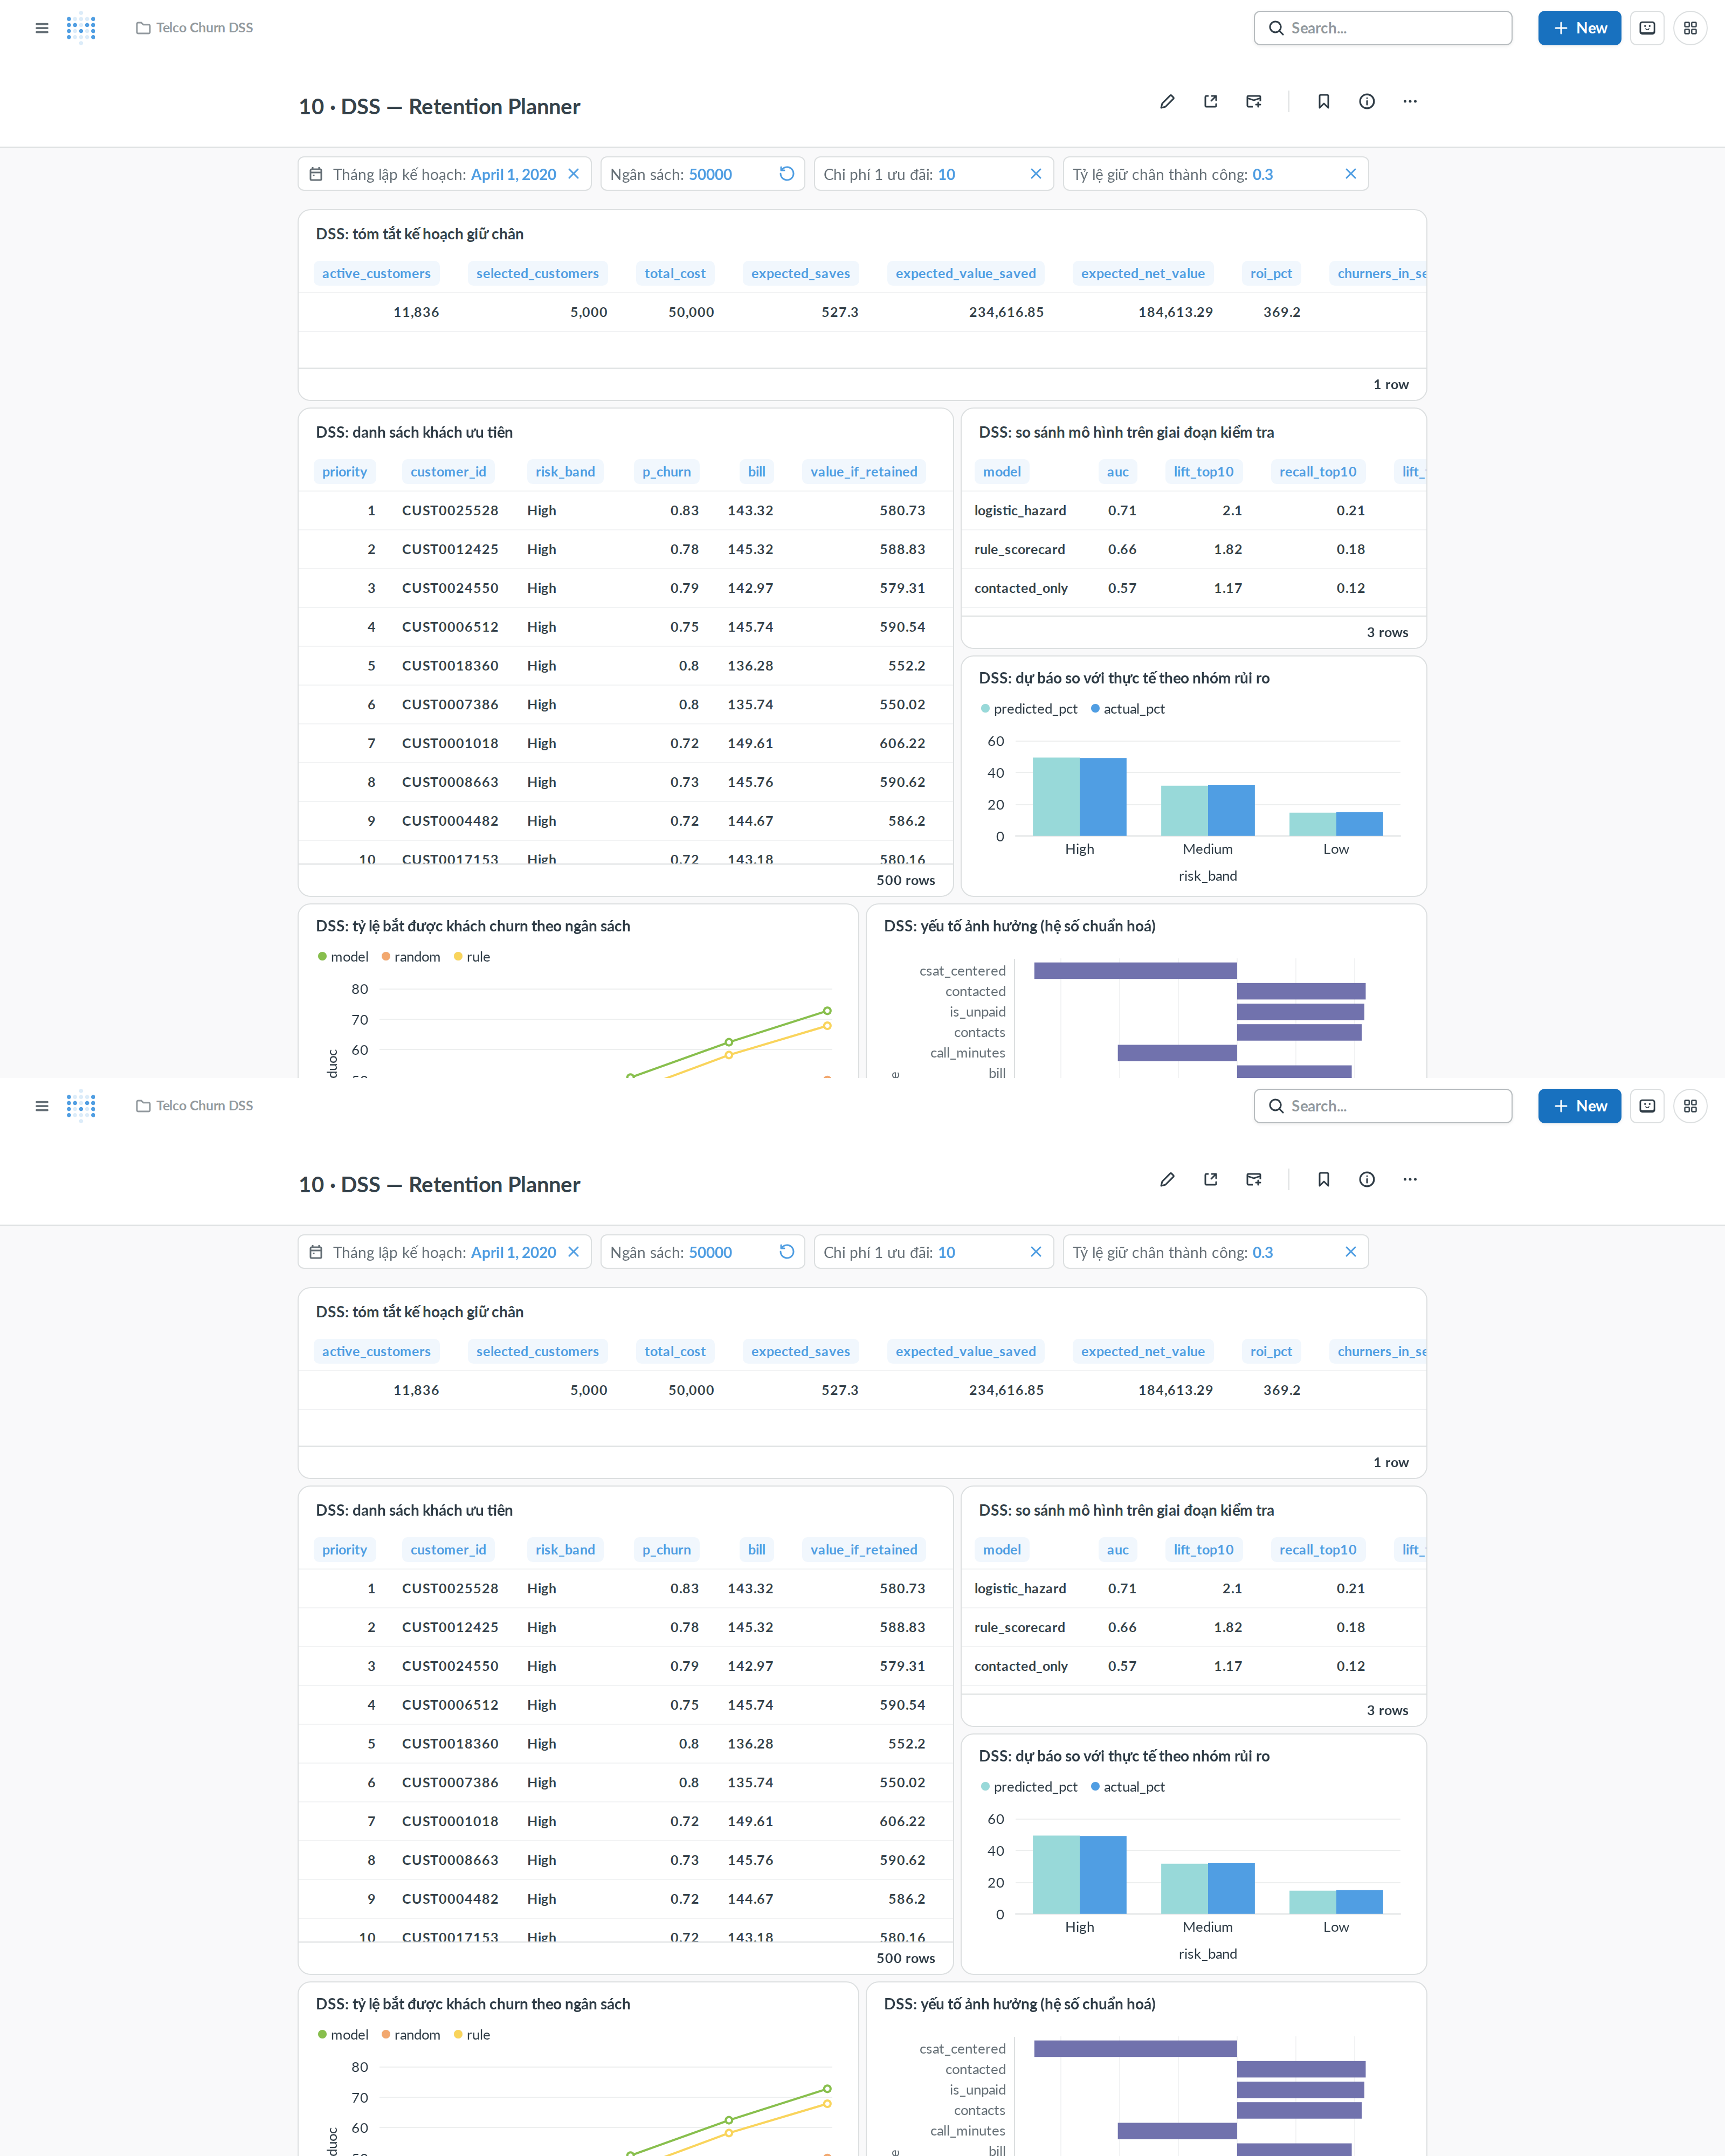 Telco Churn DSS
Search...
New
10 · DSS — Retention Planner
Tháng lập kế hoạch: April 1, 2020
Ngân sách: 50000
Chi phí 1 ưu đãi: 10
Tỷ lệ giữ chân thành công: 0.3
DSS: tóm tắt kế hoạch giữ chân
active_customers selected_customers total_cost expected_saves expected_value_saved expected_net_value roi_pct churners_in_se
11,836 5,000 50,000 527.3 234,616.85 184,613.29 369.2
1 row
DSS: danh sách khách ưu tiên
priority customer_id risk_band p_churn bill value_if_retained
1 CUST0025528 High 0.83 143.32 580.73
2 CUST0012425 High 0.78 145.32 588.83
3 CUST0024550 High 0.79 142.97 579.31
4 CUST0006512 High 0.75 145.74 590.54
5 CUST0018360 High 0.8 136.28 552.2
6 CUST0007386 High 0.8 135.74 550.02
7 CUST0001018 High 0.72 149.61 606.22
8 CUST0008663 High 0.73 145.76 590.62
9 CUST0004482 High 0.72 144.67 586.2
10 CUST0017153 High 0.72 143.18 580.16
500 rows
DSS: so sánh mô hình trên giai đoạn kiểm tra
model auc lift_top10 recall_top10 lift_
logistic_hazard 0.71 2.1 0.21
rule_scorecard 0.66 1.82 0.18
contacted_only 0.57 1.17 0.12
3 rows
DSS: dự báo so với thực tế theo nhóm rủi ro
predicted_pct actual_pct
60
40
20
0
High Medium Low
risk_band
DSS: tỷ lệ bắt được khách churn theo ngân sách
model random rule
80
70
60
duoc
DSS: yếu tố ảnh hưởng (hệ số chuẩn hoá)
csat_centered
contacted
is_unpaid
contacts
call_minutes
bill
Telco Churn DSS
Search...
New
10 · DSS — Retention Planner
Tháng lập kế hoạch: April 1, 2020
Ngân sách: 50000
Chi phí 1 ưu đãi: 10
Tỷ lệ giữ chân thành công: 0.3
DSS: tóm tắt kế hoạch giữ chân
active_customers selected_customers total_cost expected_saves expected_value_saved expected_net_value roi_pct churners_in_se
11,836 5,000 50,000 527.3 234,616.85 184,613.29 369.2
1 row
DSS: danh sách khách ưu tiên
priority customer_id risk_band p_churn bill value_if_retained
1 CUST0025528 High 0.83 143.32 580.73
2 CUST0012425 High 0.78 145.32 588.83
3 CUST0024550 High 0.79 142.97 579.31
4 CUST0006512 High 0.75 145.74 590.54
5 CUST0018360 High 0.8 136.28 552.2
6 CUST0007386 High 0.8 135.74 550.02
7 CUST0001018 High 0.72 149.61 606.22
8 CUST0008663 High 0.73 145.76 590.62
9 CUST0004482 High 0.72 144.67 586.2
10 CUST0017153 High 0.72 143.18 580.16
500 rows
DSS: so sánh mô hình trên giai đoạn kiểm tra
model auc lift_top10 recall_top10 lift_
logistic_hazard 0.71 2.1 0.21
rule_scorecard 0.66 1.82 0.18
contacted_only 0.57 1.17 0.12
3 rows
DSS: dự báo so với thực tế theo nhóm rủi ro
predicted_pct actual_pct
60
40
20
0
High Medium Low
risk_band
DSS: tỷ lệ bắt được khách churn theo ngân sách
model random rule
80
70
60
duoc
DSS: yếu tố ảnh hưởng (hệ số chuẩn hoá)
csat_centered
contacted
is_unpaid
contacts
call_minutes
bill